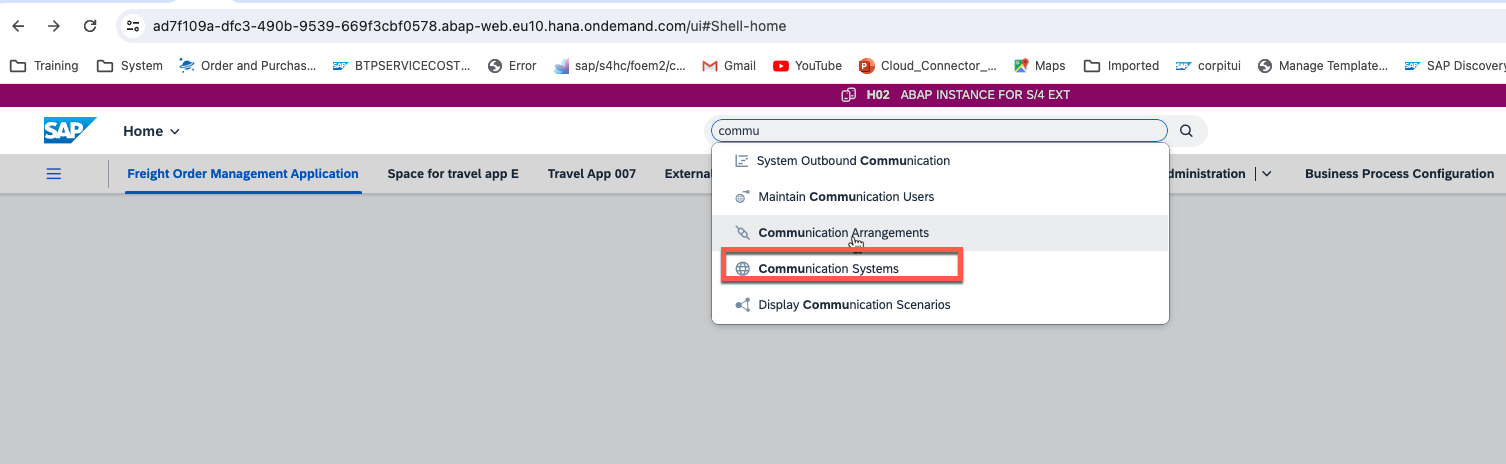 ad7f109a-dfc3-490b-9539-669f3cbf0578.abap-web.eu10.hana.ondemand.com/ui#Shell-home
Training System Order and Purchas... SAP BTPSERVICECOST... Error sap/s4hc/foem2/c... Gmail YouTube Cloud_Connector_... Maps Imported SAP corpitui Manage Template... SAP SAP Discovery
H02 ABAP INSTANCE FOR S/4 EXT
SAP Home commu
Freight Order Management Application Space for travel app E Travel App 007 Externa dministration Business Process Configuration
System Outbound Communication
Maintain Communication Users
Communication Arrangements
Communication Systems
Display Communication Scenarios